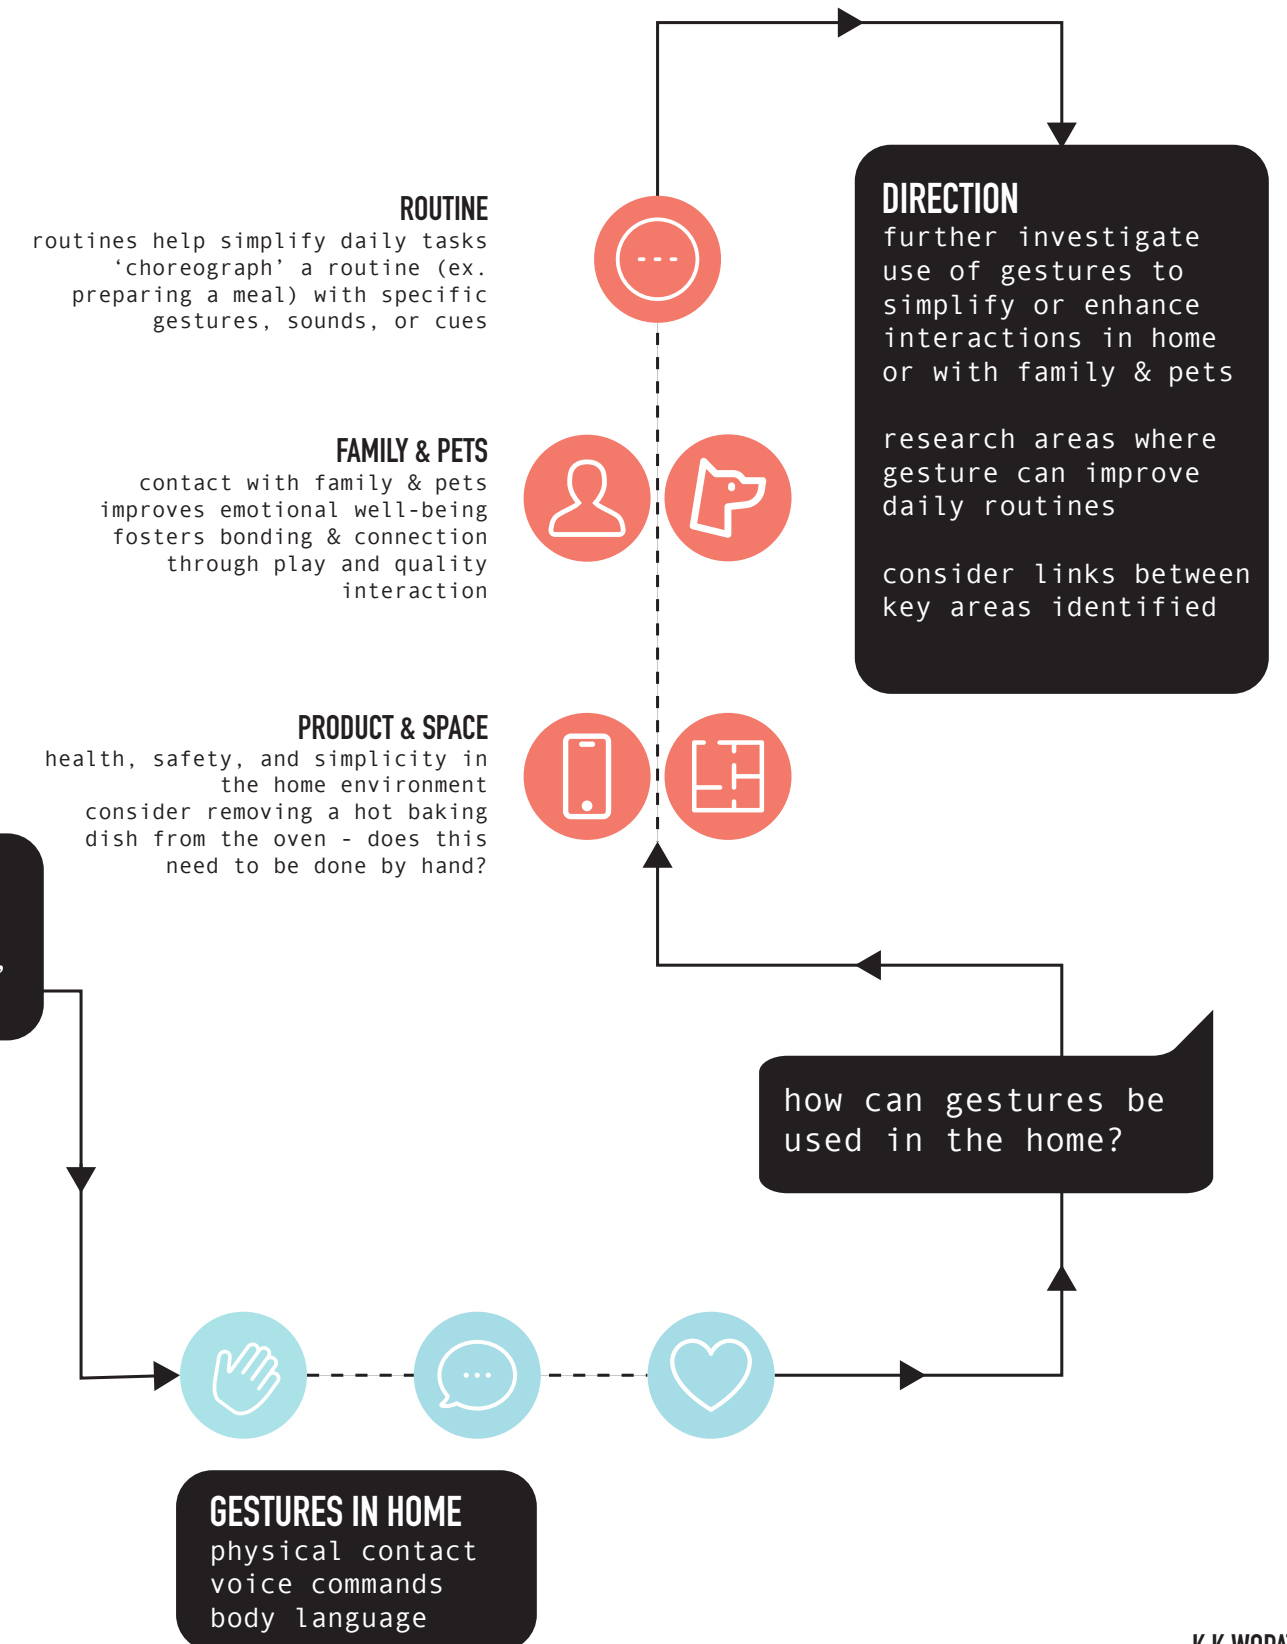 ROUTINE
routines help simplify daily tasks
‘choreograph’ a routine (ex.
preparing a meal) with specific
gestures, sounds, or cues
FAMILY & PETS
contact with family & pets
improves emotional well-being
fosters bonding & connection
through play and quality
interaction
PRODUCT & SPACE
health, safety, and simplicity in
the home environment
consider removing a hot baking
dish from the oven - does this
need to be done by hand?
DIRECTION
further investigate
use of gestures to
simplify or enhance
interactions in home
or with family & pets
research areas where
gesture can improve
daily routines
consider links between
key areas identified
how can gestures be
used in the home?
GESTURES IN HOME
physical contact
voice commands
body language